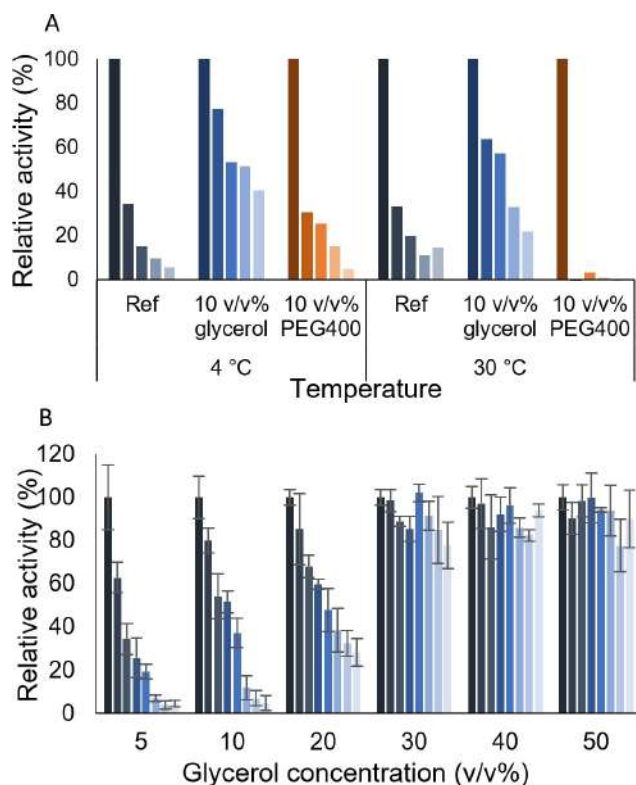 A
Relative activity (%)
100
80
60
40
20
0
Ref 10 v/v% 10 v/v% Ref 10 v/v% 10 v/v%
glycerol PEG400 glycerol PEG400
4 °C 30 °C
Temperature
B
Relative activity (%)
120
100
80
60
40
20
0
5 10 20 30 40 50
Glycerol concentration (v/v%)